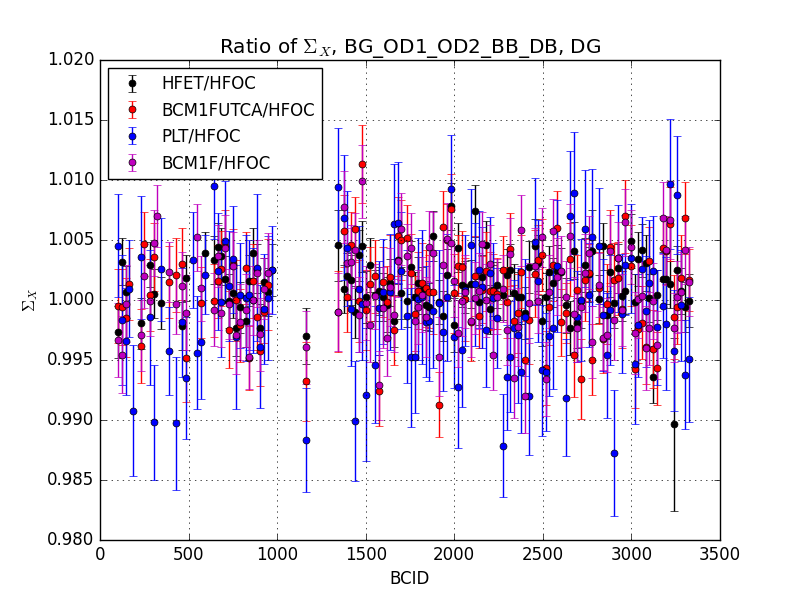 Ratio of Σ_X, BG_OD1_OD2_BB_DB, DG
1.020
1.015
1.010
1.005
1.000
0.995
0.990
0.985
0.980
Σ_X
HFET/HFOC
BCM1FUTCA/HFOC
PLT/HFOC
BCM1F/HFOC
0 500 1000 1500 2000 2500 3000 3500
BCID